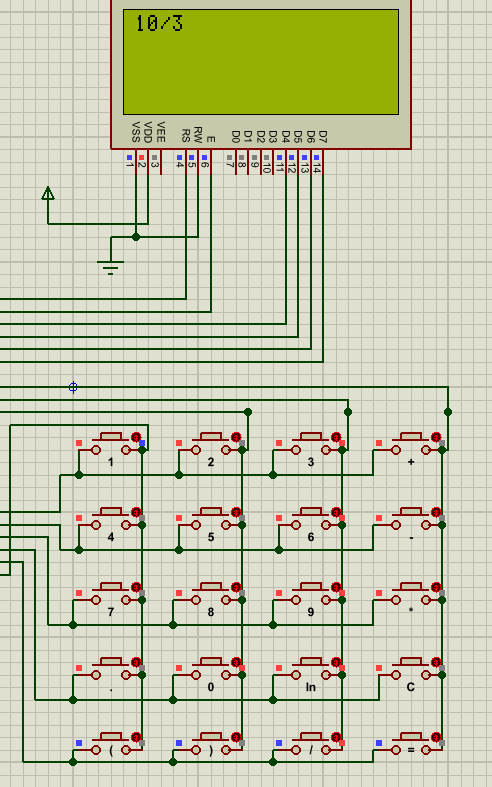 10/3
VSS VDD VEE RS RW E D0 D1 D2 D3 D4 D5 D6 D7
1 2 3 4 5 6 7 8 9 10 11 12 13 14
1 2 3 +
4 5 6 -
7 8 9 *
. 0 ln C
( ) / =